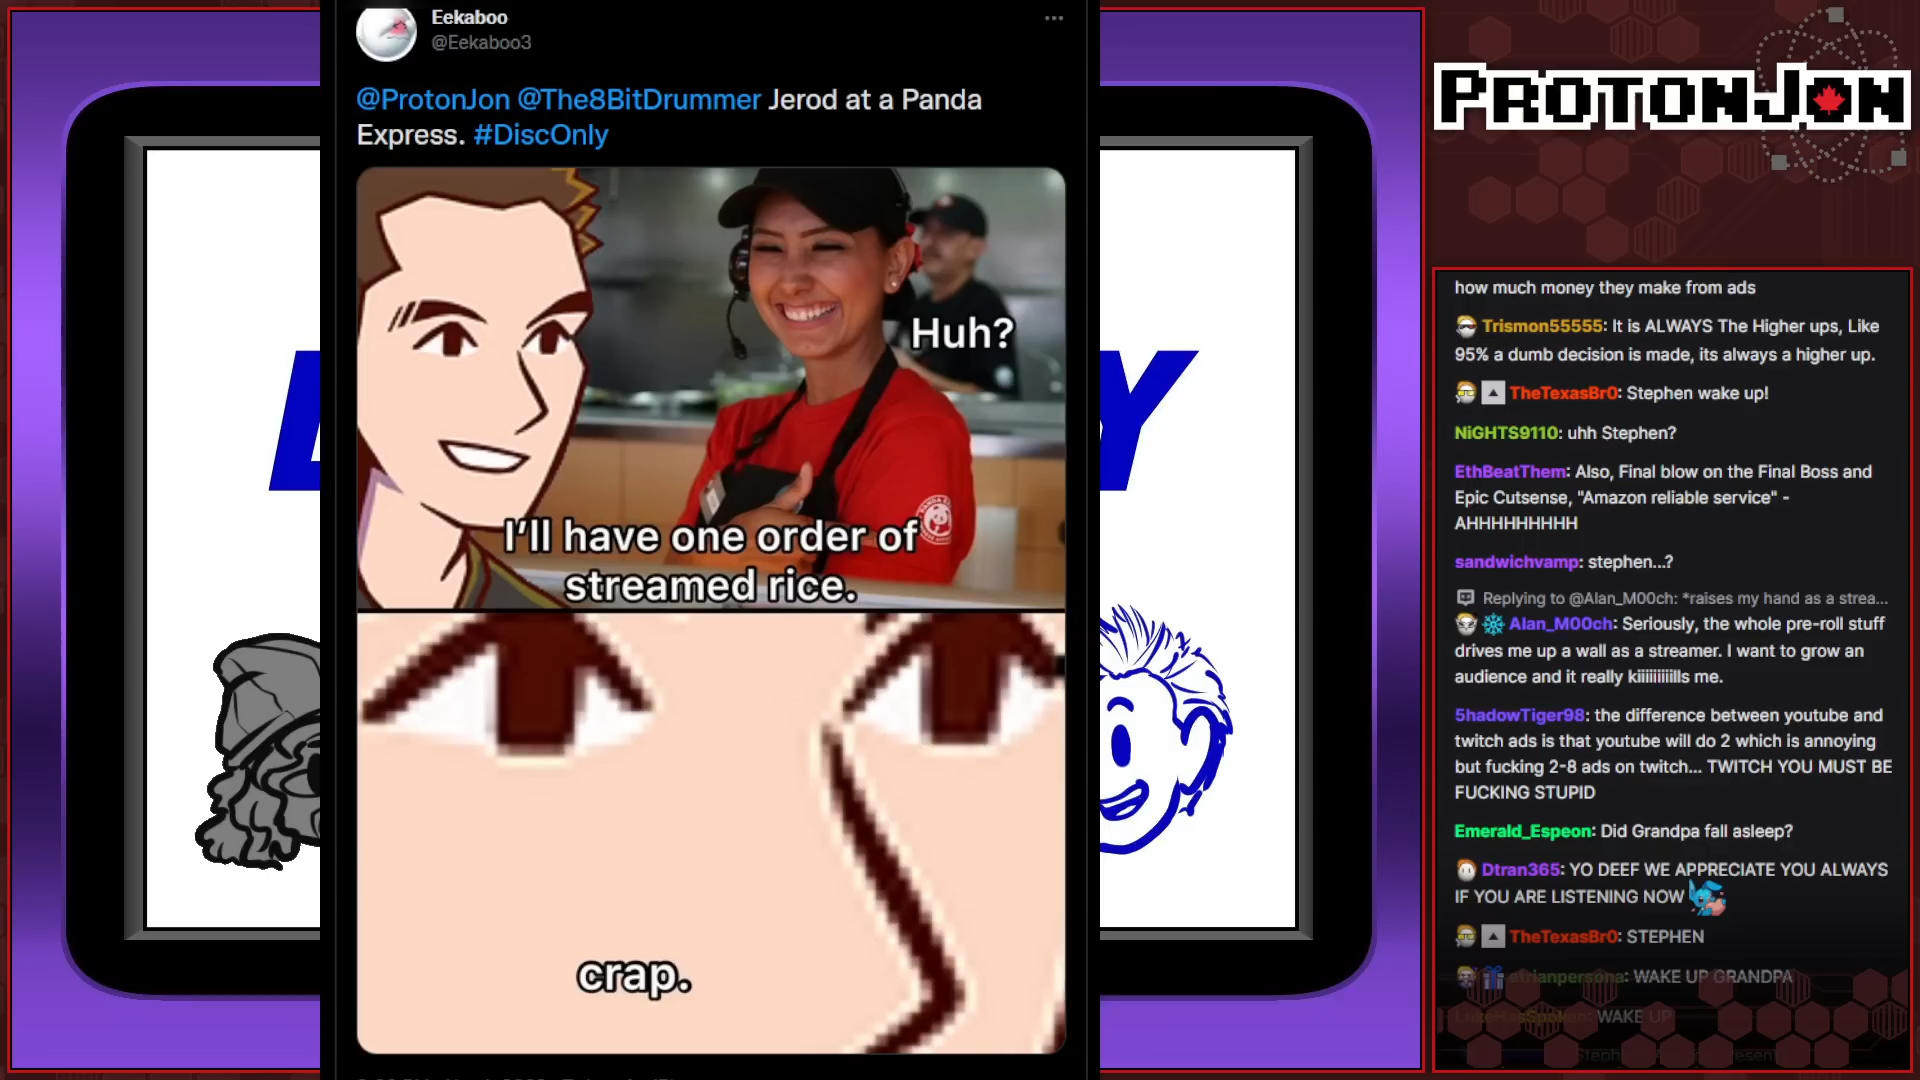 Eekaboo
@Eekaboo3
@ProtonJon @The8BitDrummer Jerod at a Panda
Express. #DiscOnly
Huh?
I'll have one order of
streamed rice.
crap.
Y
PROTONJON
how much money they make from ads
Trismon55555: It is ALWAYS The Higher ups, Like
95% a dumb decision is made, its always a higher up.
TheTexasBr0: Stephen wake up!
NiGHTS9110: uhh Stephen?
EthBeatThem: Also, Final blow on the Final Boss and
Epic Cutsense, "Amazon reliable service" -
AHHHHHHHHH
sandwichvamp: stephen...?
Replying to @Alan_M00ch: *raises my hand as a strea...
Alan_M00ch: Seriously, the whole pre-roll stuff
drives me up a wall as a streamer. I want to grow an
audience and it really kiiiiiiiiiills me.
5hadowTiger98: the difference between youtube and
twitch ads is that youtube will do 2 which is annoying
but fucking 2-8 ads on twitch... TWITCH YOU MUST BE
FUCKING STUPID
Emerald_Espeon: Did Grandpa fall asleep?
Dtran365: YO DEEF WE APPRECIATE YOU ALWAYS
IF YOU ARE LISTENING NOW
TheTexasBr0: STEPHEN
WAKE UP GRANDPA
WAKE UP